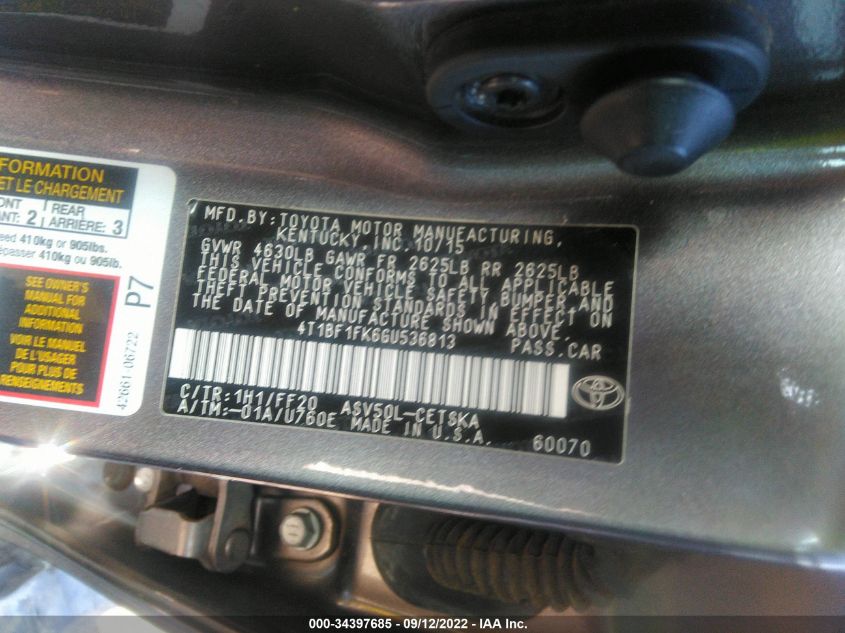 FORMATION
ET LE CHARGEMENT
ONT
ANT: 2
REAR
ARRIÈRE: 3
eed 410kg or 905lbs.
épasser 410kg ou 905lb.
SEE OWNER'S
MANUAL FOR
ADDITIONAL
INFORMATION
VOIR LE MANUEL
DE L'USAGER
POUR PLUS DE
RENSEIGNEMENTS
P7
42661-06722
MFD. BY: TOYOTA MOTOR MANUFACTURING,
KENTUCKY, INC. 10/15
GVWR 4630LB GAWR FR 2625LB RR 2625LB
THIS VEHICLE CONFORMS TO ALL APPLICABLE
FEDERAL MOTOR VEHICLE SAFETY, BUMPER, AND
THEFT PREVENTION STANDARDS IN EFFECT ON
THE DATE OF MANUFACTURE SHOWN ABOVE.
4T1BF1FK6GU536813
PASS. CAR
C/TR: 1H1/FF20 ASV50L-CETSKA
A/TM: -01A/U760E MADE IN U.S.A.
60070
000-34397685 - 09/12/2022 - IAA Inc.